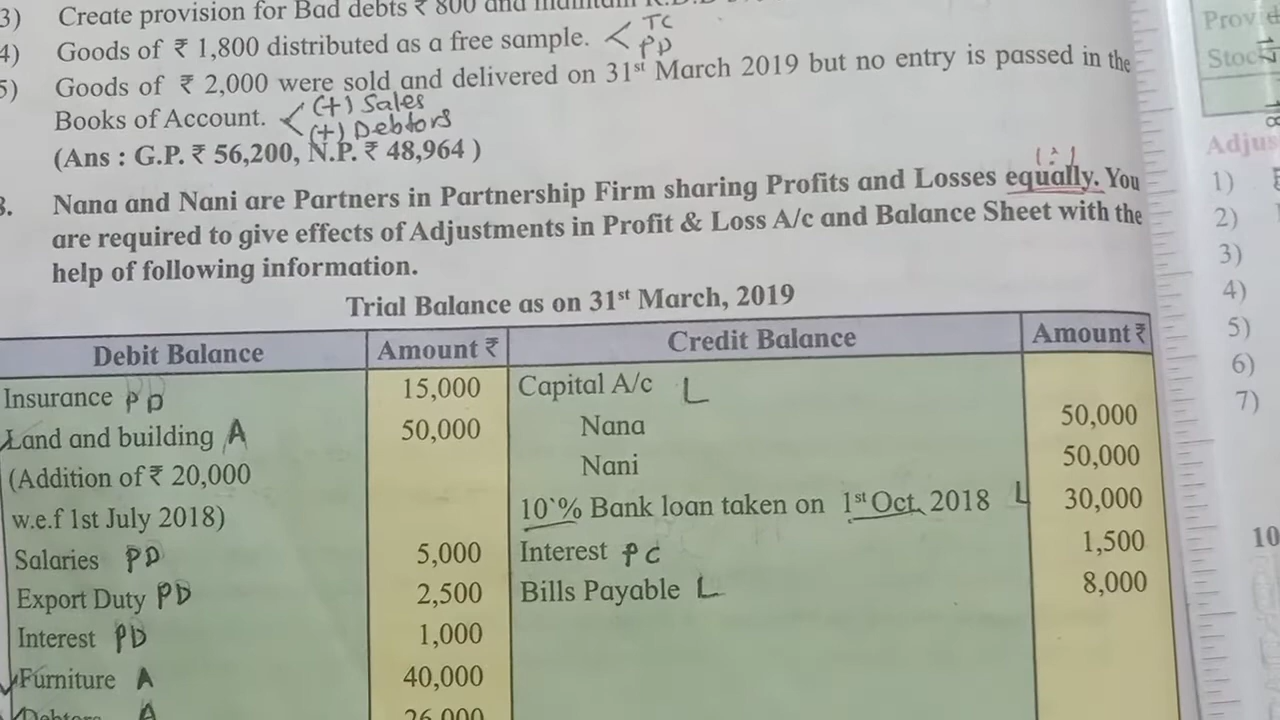 3) Create provision for Bad debts ₹ 800 and
4) Goods of ₹ 1,800 distributed as a free sample. < TC PD
5) Goods of ₹ 2,000 were sold and delivered on 31st March 2019 but no entry is passed in the
Books of Account. < (+) Sales (+) Debtors
(Ans : G.P. ₹ 56,200, N.P. ₹ 48,964 )
1:1
Nana and Nani are Partners in Partnership Firm sharing Profits and Losses equally. You
are required to give effects of Adjustments in Profit & Loss A/c and Balance Sheet with the
help of following information.
Trial Balance as on 31st March, 2019
Debit Balance Amount ₹ Credit Balance Amount ₹
Insurance PD 15,000 Capital A/c L
Land and building A 50,000 Nana 50,000
(Addition of ₹ 20,000 Nani 50,000
w.e.f 1st July 2018) 10% Bank loan taken on 1st Oct, 2018 L 30,000
Salaries PD 5,000 Interest PC 1,500
Export Duty PD 2,500 Bills Payable L 8,000
Interest PD 1,000
Furniture A 40,000
Debtors A 26,000
Stock
Adjus
1)
2)
3)
4)
5)
6)
7)
10